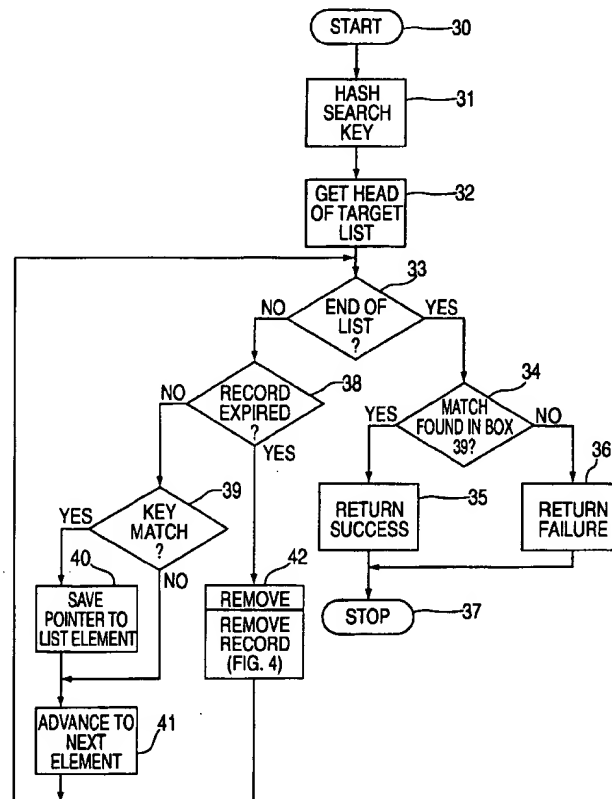 START
30
HASH
SEARCH
KEY
31
GET HEAD
OF TARGET
LIST
32
33
NO
END OF
LIST
?
YES
NO
RECORD
EXPIRED
?
38
YES
34
YES
MATCH
FOUND IN BOX
39?
NO
36
YES
KEY
MATCH
?
39
NO
RETURN
SUCCESS
35
RETURN
FAILURE
40
SAVE
POINTER TO
LIST ELEMENT
42
REMOVE
REMOVE
RECORD
(FIG. 4)
STOP
37
ADVANCE TO
NEXT
ELEMENT
41